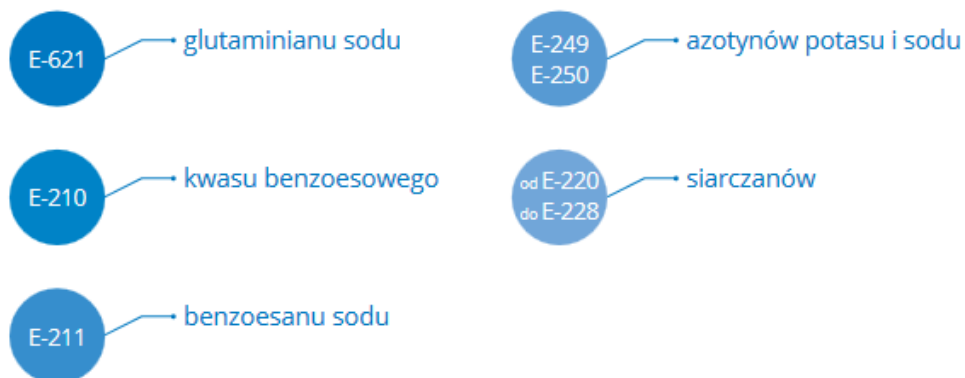 E-621
glutaminianu sodu
E-249
E-250
azotynów potasu i sodu
E-210
kwasu benzoesowego
od E-220
do E-228
siarczanów
E-211
benzoesanu sodu